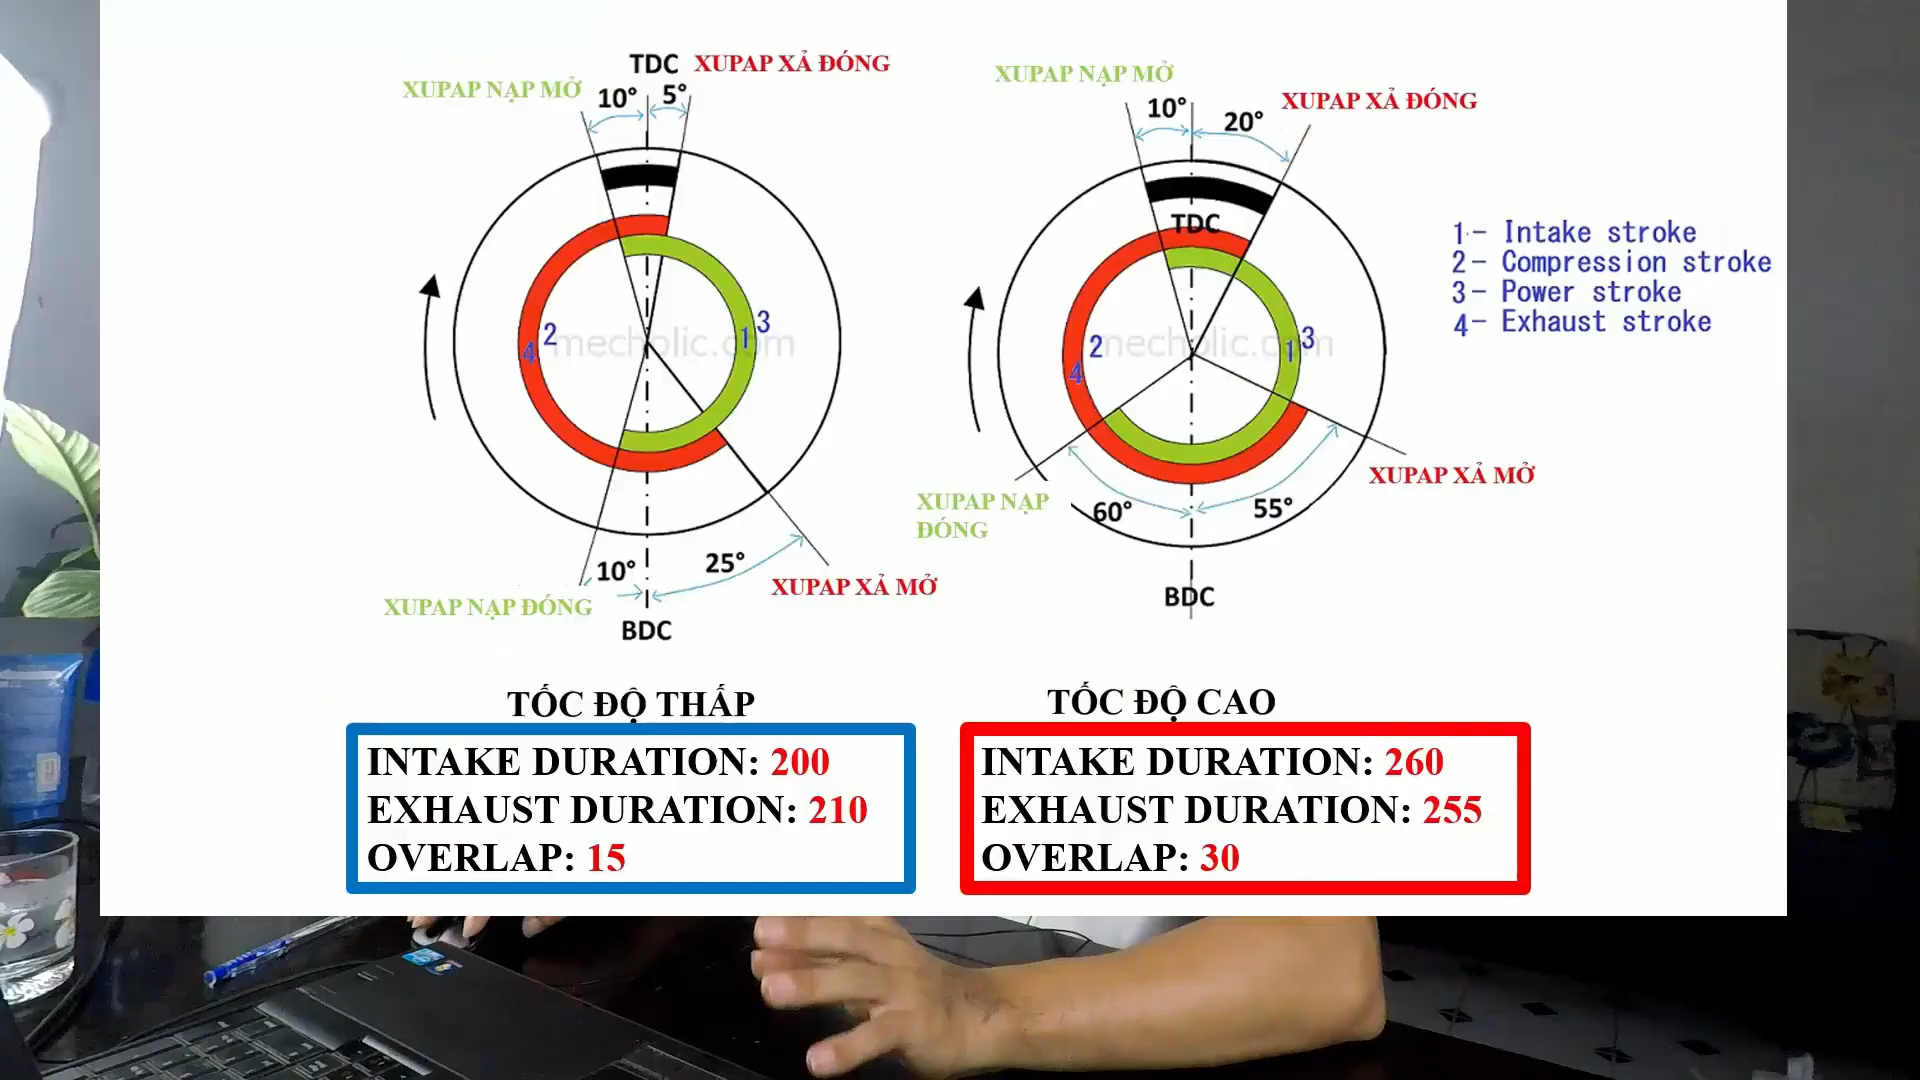 TDC
XUPAP XẢ ĐÓNG
XUPAP NẠP MỞ
10°
5°
2
4
1
3
mecholic.com
10°
25°
XUPAP XẢ MỞ
XUPAP NẠP ĐÓNG
BDC
XUPAP NẠP MỞ
10°
20°
XUPAP XẢ ĐÓNG
TDC
2
4
1
3
mecholic.com
XUPAP XẢ MỞ
XUPAP NẠP
ĐÓNG
60°
55°
BDC
1- Intake stroke
2- Compression stroke
3- Power stroke
4- Exhaust stroke
TỐC ĐỘ THẤP
INTAKE DURATION: 200
EXHAUST DURATION: 210
OVERLAP: 15
TỐC ĐỘ CAO
INTAKE DURATION: 260
EXHAUST DURATION: 255
OVERLAP: 30